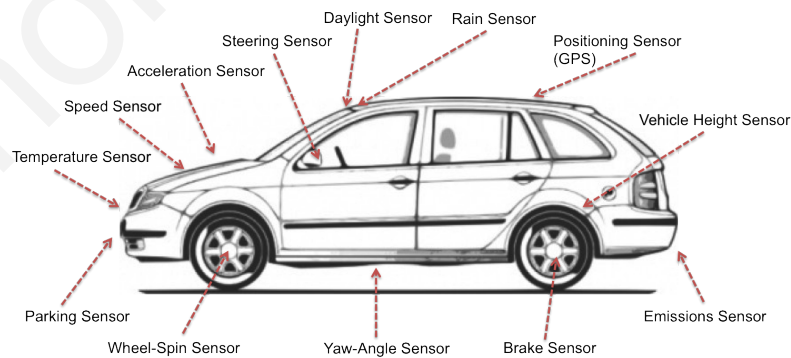 Daylight Sensor
Rain Sensor
Steering Sensor
Positioning Sensor
(GPS)
Acceleration Sensor
Speed Sensor
Vehicle Height Sensor
Temperature Sensor
Parking Sensor
Emissions Sensor
Wheel-Spin Sensor
Yaw-Angle Sensor
Brake Sensor